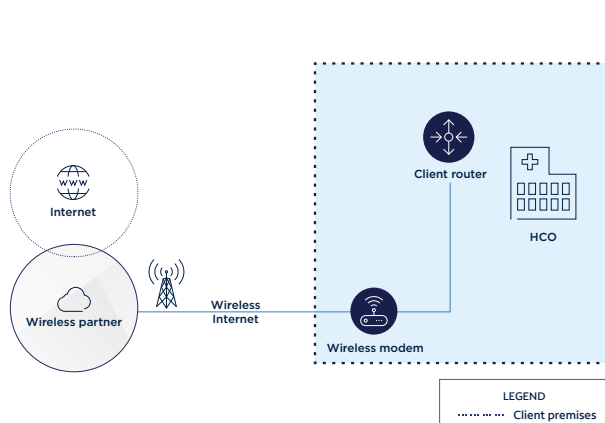 Client router
www
Internet
HCO
Wireless partner
Wireless
Internet
Wireless modem
LEGEND
Client premises